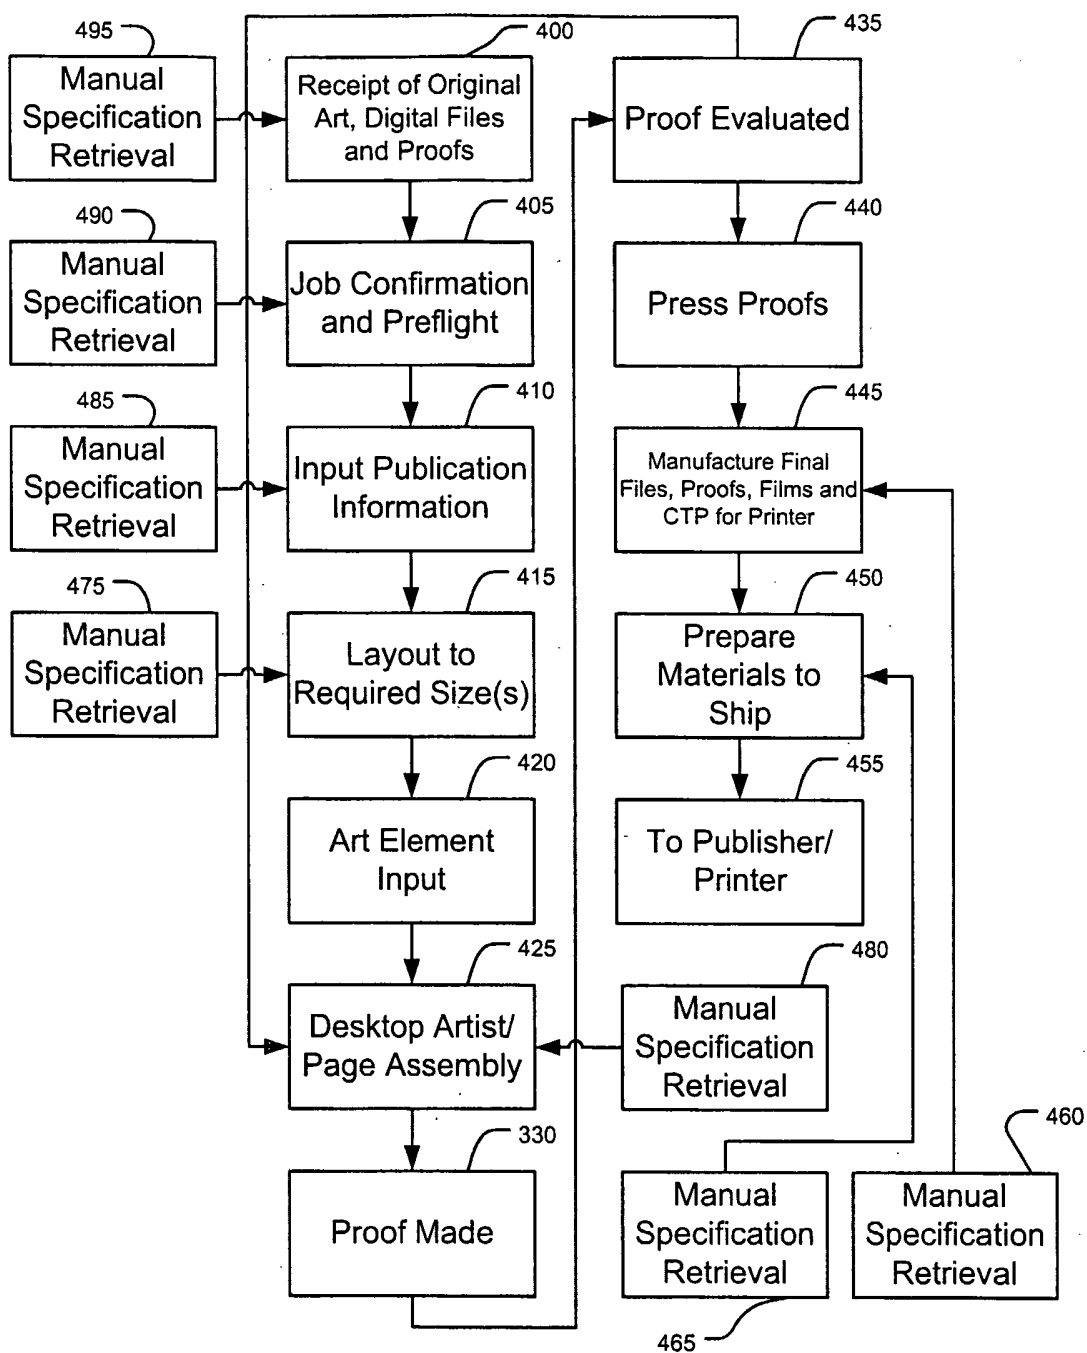 495
Manual
Specification
Retrieval
400
Receipt of Original
Art, Digital Files
and Proofs
435
Proof Evaluated
490
Manual
Specification
Retrieval
405
Job Confirmation
and Preflight
440
Press Proofs
485
Manual
Specification
Retrieval
410
Input Publication
Information
445
Manufacture Final
Files, Proofs, Films and
CTP for Printer
475
Manual
Specification
Retrieval
415
Layout to
Required Size(s)
450
Prepare
Materials to
Ship
420
Art Element
Input
455
To Publisher/
Printer
425
Desktop Artist/
Page Assembly
480
Manual
Specification
Retrieval
330
Proof Made
Manual
Specification
Retrieval
465
460
Manual
Specification
Retrieval